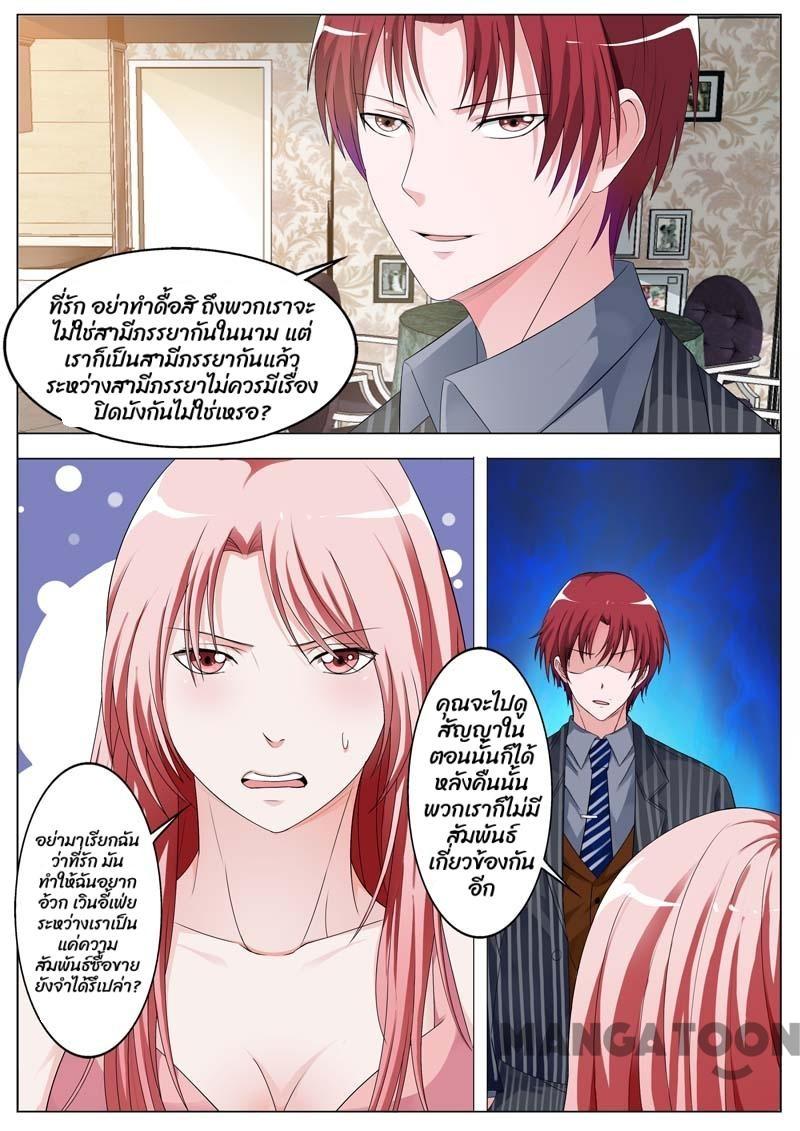 ที่รัก อย่าทำดื้อสิ ถึงพวกเราจะ
ไม่ใช่สามีภรรยากันในนาม แต่
เราก็เป็นสามีภรรยากันแล้ว
ระหว่างสามีภรรยาไม่ควรมีเรื่อง
ปิดบังกันไม่ใช่เหรอ?
อย่ามาเรียกฉัน
ว่าที่รัก มัน
ทำให้ฉันอยาก
อ้วก เวินอี้เฟย
ระหว่างเราเป็น
แค่ความ
สัมพันธ์ซื้อขาย
ยังจำได้รึเปล่า?
คุณจะไปดู
สัญญาใน
ตอนนั้นก็ได้
หลังคืนนั้น
พวกเราก็ไม่มี
สัมพันธ์
เกี่ยวข้องกัน
อีก
MANGATOON